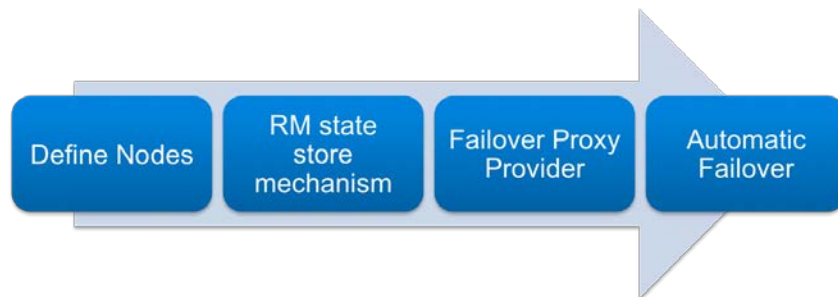 Define Nodes
RM state
store
mechanism
Failover Proxy
Provider
Automatic
Failover